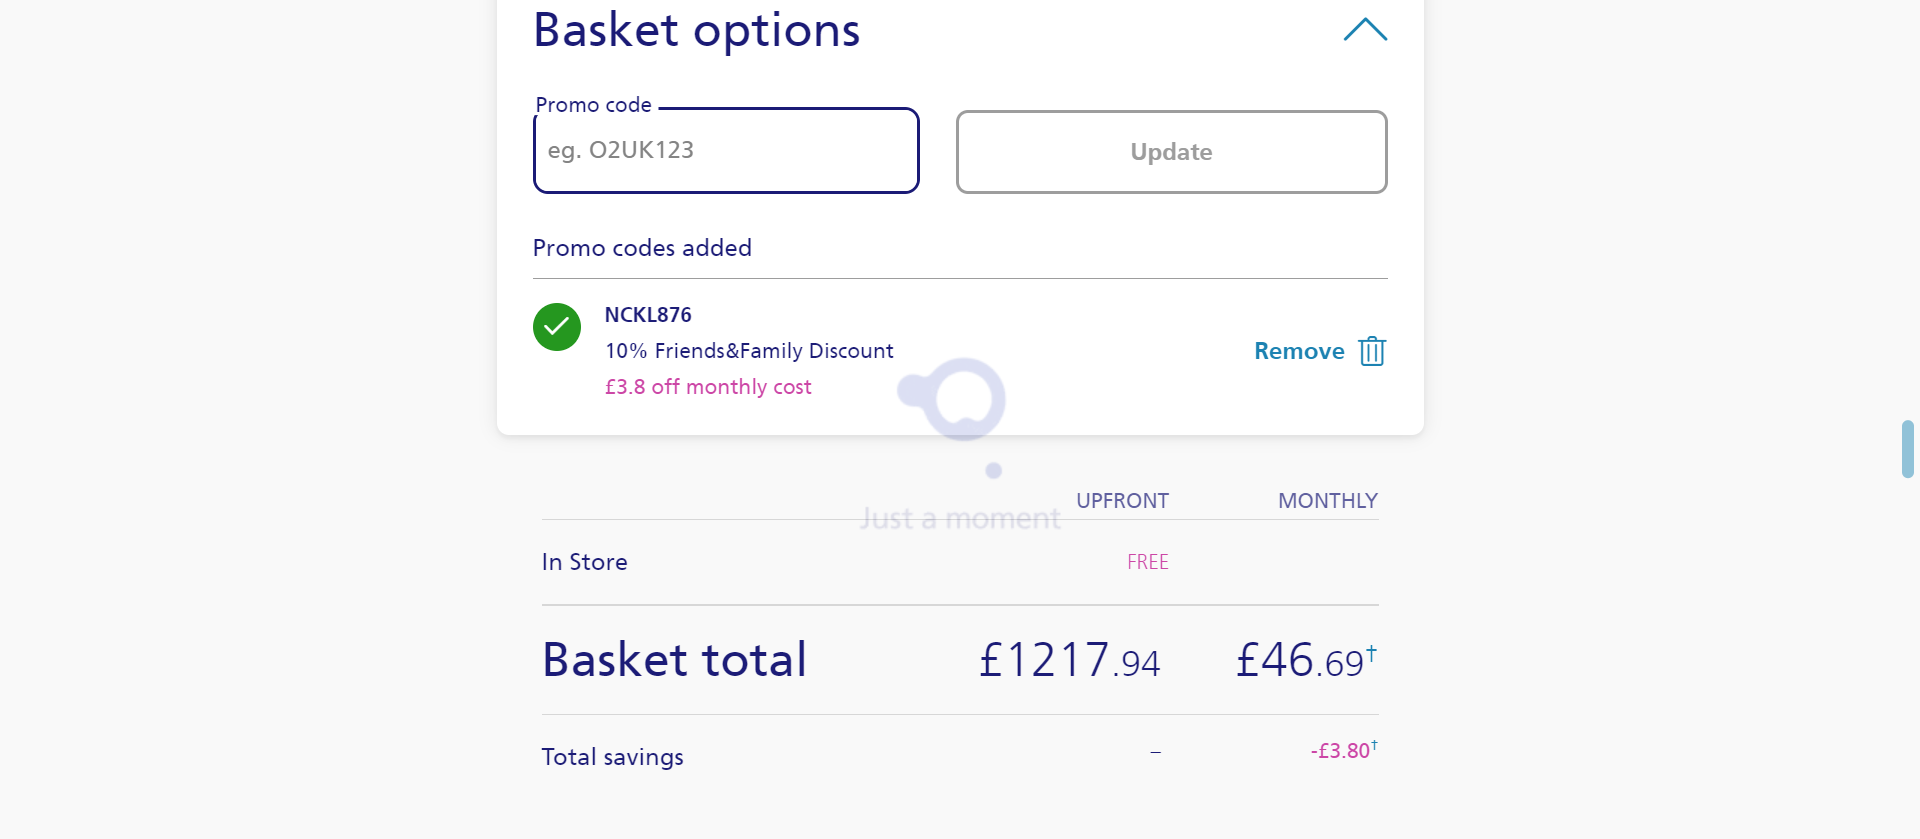 Basket options
Promo code
eg. O2UK123
Update
Promo codes added
NCKL876
10% Friends&Family Discount
Remove
£3.8 off monthly cost
UPFRONT MONTHLY
Just a moment
In Store FREE
Basket total £1217.94 £46.69†
Total savings – -£3.80†